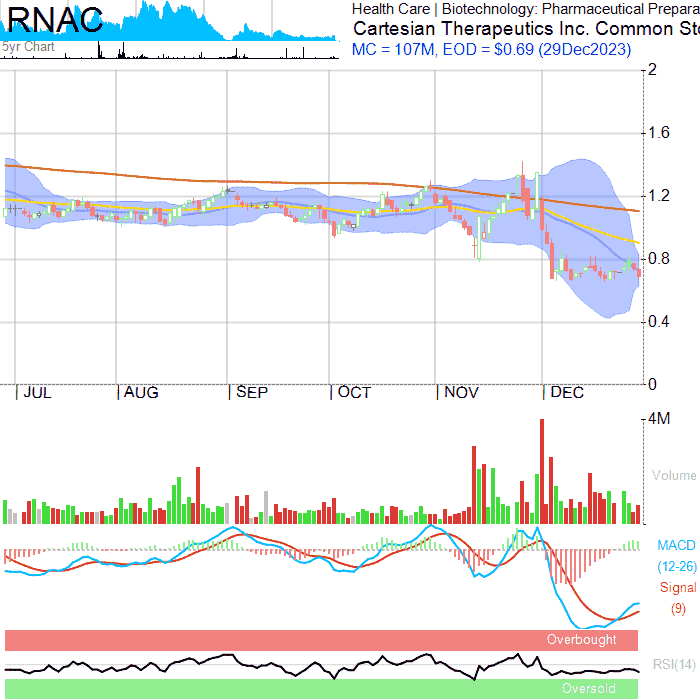 RNAC
Health Care | Biotechnology: Pharmaceutical Prepara
5yr Chart
Cartesian Therapeutics Inc. Common Sto
MC = 107M, EOD = $0.69 (29Dec2023)
2
1.6
1.2
0.8
0.4
0
JUL AUG SEP OCT NOV DEC
4M
Volume
MACD
(12-26)
Signal
(9)
Overbought
RSI(14)
Oversold